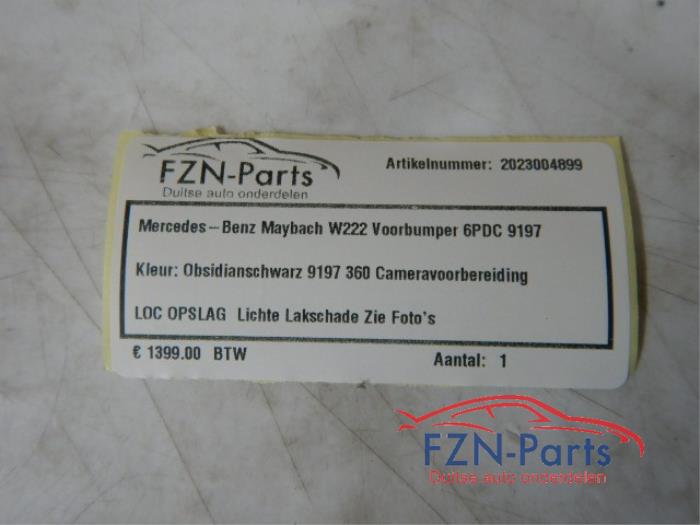 FZN-Parts
Duitse auto onderdelen
Artikelnummer: 2023004899
Mercedes-Benz Maybach W222 Voorbumper 6PDC 9197
Kleur: Obsidianschwarz 9197 360 Cameravoorbereiding
LOC OPSLAG Lichte Lakschade Zie Foto's
€ 1399.00 BTW
Aantal: 1
FZN-Parts
Duitse auto onderdelen